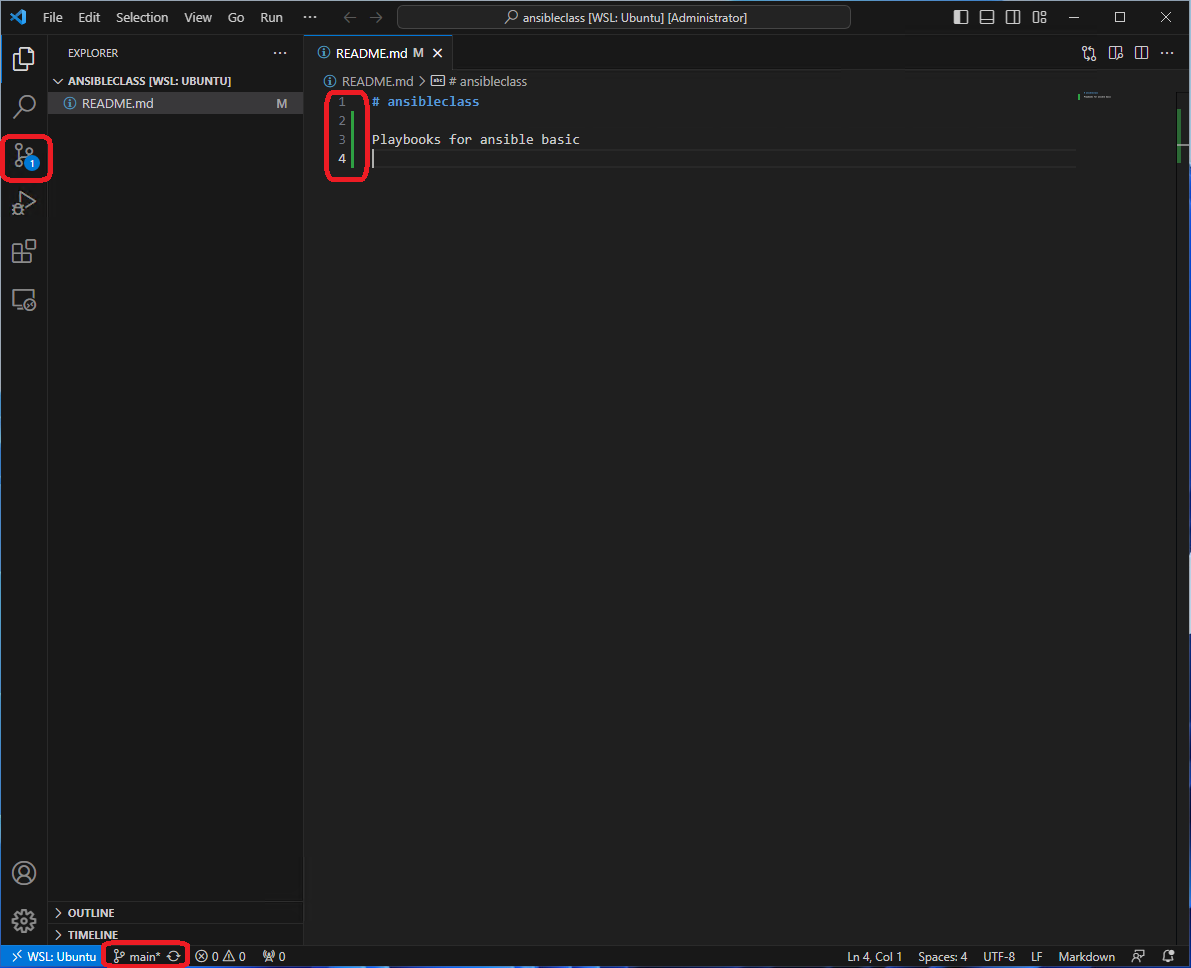 File Edit Selection View Go Run ··· ansibleclass [WSL: Ubuntu] [Administrator]
EXPLORER ···
README.md M
ANSIBLECLASS [WSL: UBUNTU]
README.md > # ansibleclass
README.md M
1 # ansibleclass
2
3 Playbooks for ansible basic
4
1
OUTLINE
TIMELINE
WSL: Ubuntu main* 0 0 0 Ln 4, Col 1 Spaces: 4 UTF-8 LF Markdown